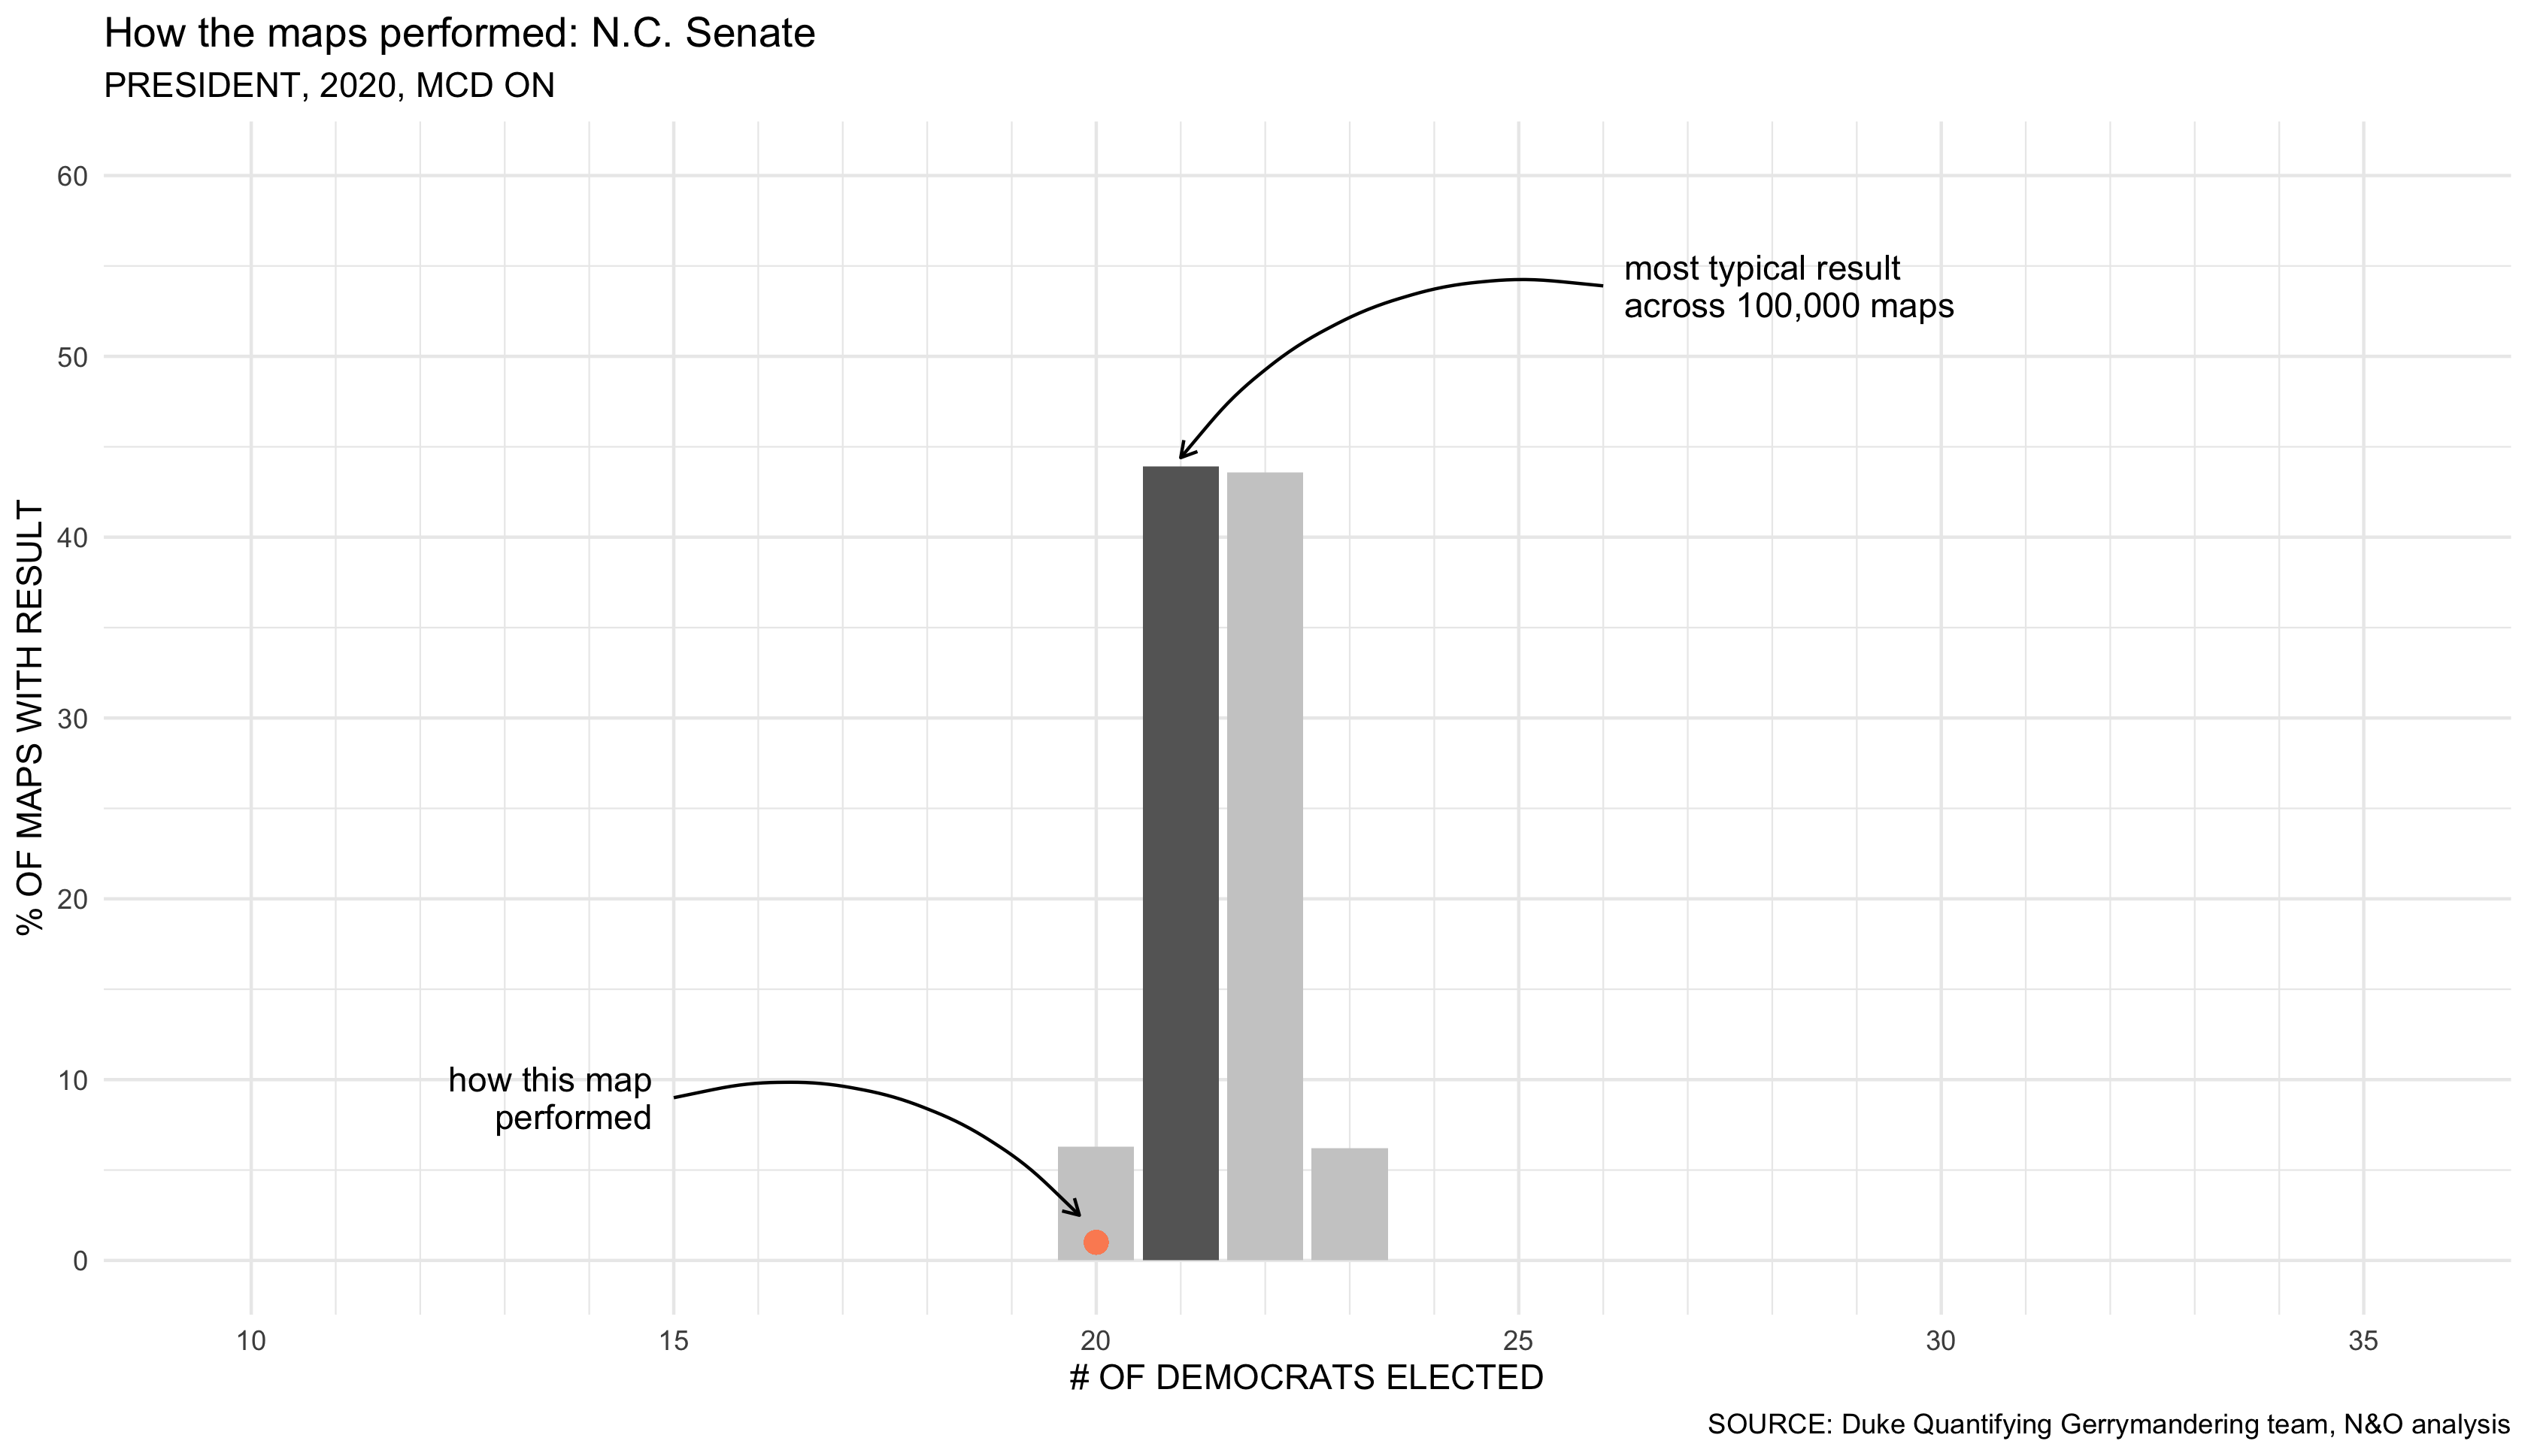 How the maps performed: N.C. Senate
PRESIDENT, 2020, MCD ON
% OF MAPS WITH RESULT
60
50
40
30
20
10
0
most typical result
across 100,000 maps
how this map
performed
10 15 20 25 30 35
# OF DEMOCRATS ELECTED
SOURCE: Duke Quantifying Gerrymandering team, N&O analysis